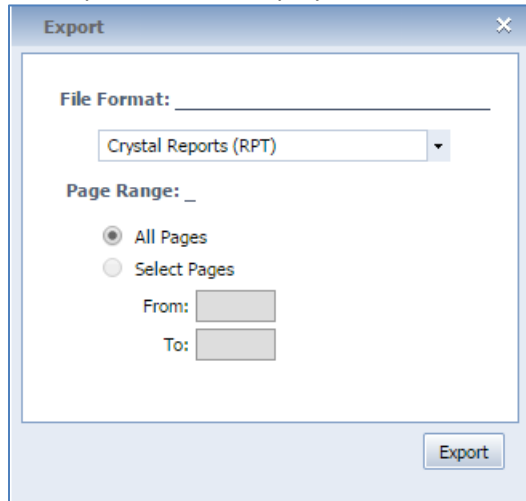 Export ×
File Format:
Crystal Reports (RPT)
Page Range: _
All Pages
Select Pages
From:
To:
Export